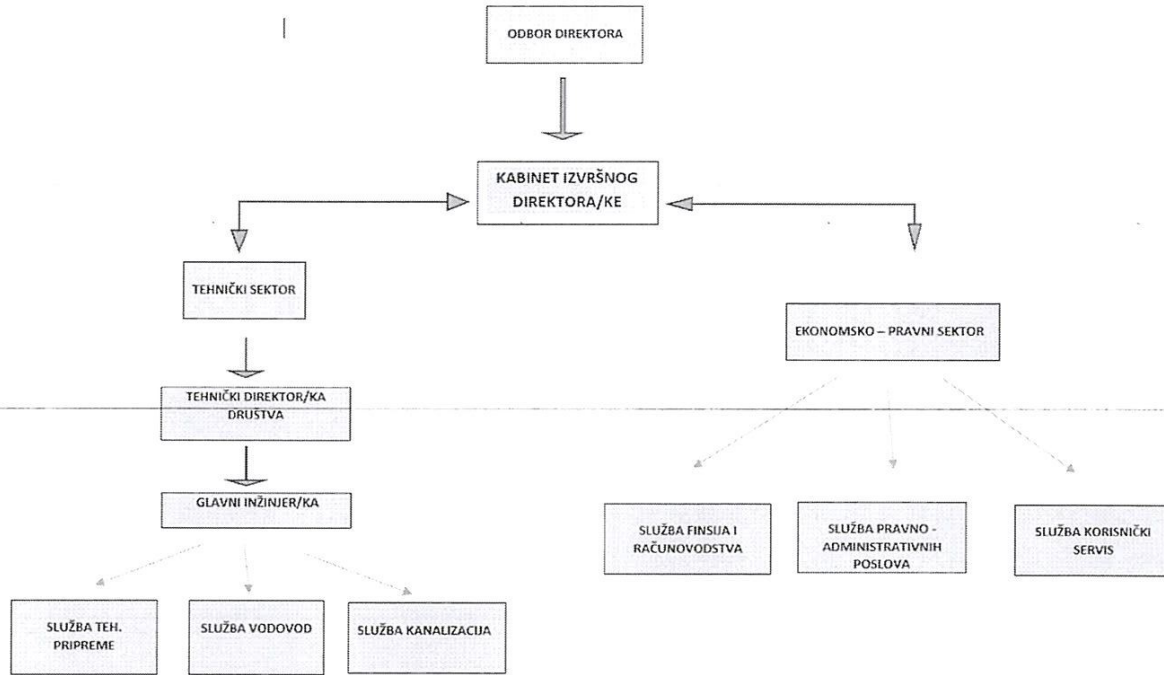 ODBOR DIREKTORA
KABINET IZVRŠNOG
DIREKTORA/KE
TEHNIČKI SEKTOR
EKONOMSKO – PRAVNI SEKTOR
TEHNIČKI DIREKTOR/KA
DRUŠTVA
GLAVNI INŽINJER/KA
SLUŽBA FINSIJA I
RAČUNOVODSTVA
SLUŽBA PRAVNO -
ADMINISTRATIVNIH
POSLOVA
SLUŽBA KORISNIČKI
SERVIS
SLUŽBA TEH.
PRIPREME
SLUŽBA VODOVOD
SLUŽBA KANALIZACIJA